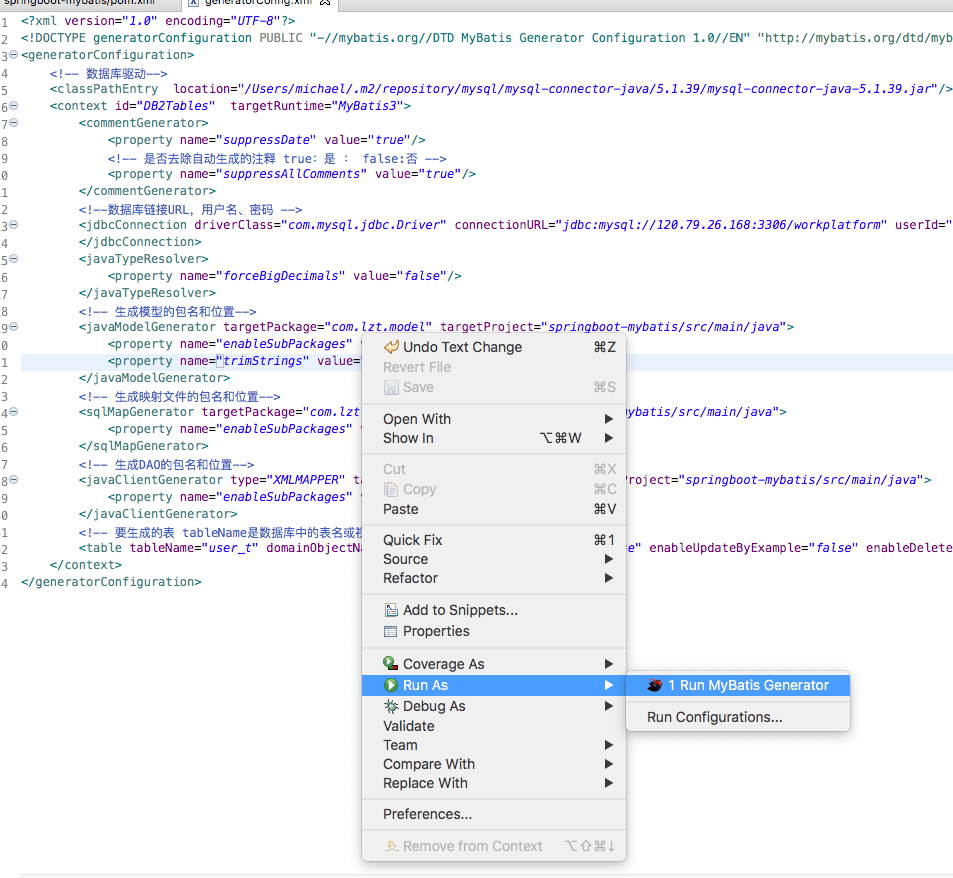 springboot-mybatis/pom.xml generatorConfig.xml
1 <?xml version="1.0" encoding="UTF-8"?>
2 <!DOCTYPE generatorConfiguration PUBLIC "-//mybatis.org//DTD MyBatis Generator Configuration 1.0//EN" "http://mybatis.org/dtd/myb
3 <generatorConfiguration>
4 <!-- 数据库驱动-->
5 <classPathEntry location="/Users/michael/.m2/repository/mysql/mysql-connector-java/5.1.39/mysql-connector-java-5.1.39.jar"/>
6 <context id="DB2Tables" targetRuntime="MyBatis3">
7 <commentGenerator>
8 <property name="suppressDate" value="true"/>
9 <!-- 是否去除自动生成的注释 true：是 ： false:否 -->
0 <property name="suppressAllComments" value="true"/>
1 </commentGenerator>
2 <!--数据库链接URL，用户名、密码 -->
3 <jdbcConnection driverClass="com.mysql.jdbc.Driver" connectionURL="jdbc:mysql://120.79.26.168:3306/workplatform" userId="
4 </jdbcConnection>
5 <javaTypeResolver>
6 <property name="forceBigDecimals" value="false"/>
7 </javaTypeResolver>
8 <!-- 生成模型的包名和位置-->
9 <javaModelGenerator targetPackage="com.lzt.model" targetProject="springboot-mybatis/src/main/java">
0 <property name="enableSubPackages"
1 <property name="trimStrings" value=
2 </javaModelGenerator>
3 <!-- 生成映射文件的包名和位置-->
4 <sqlMapGenerator targetPackage="com.lzt ybatis/src/main/java">
5 <property name="enableSubPackages"
6 </sqlMapGenerator>
7 <!-- 生成DAO的包名和位置-->
8 <javaClientGenerator type="XMLMAPPER" ta roject="springboot-mybatis/src/main/java">
9 <property name="enableSubPackages"
0 </javaClientGenerator>
1 <!-- 要生成的表 tableName是数据库中的表名或视
2 <table tableName="user_t" domainObjectNa e" enableUpdateByExample="false" enableDelete
3 </context>
4 </generatorConfiguration>
Undo Text Change ⌘Z
Revert File
Save ⌘S
Open With
Show In ⌥⌘W
Cut ⌘X
Copy ⌘C
Paste ⌘V
Quick Fix ⌘1
Source
Refactor
Add to Snippets...
Properties
Coverage As
Run As
1 Run MyBatis Generator
Run Configurations...
Debug As
Validate
Team
Compare With
Replace With
Preferences...
Remove from Context ⌥⇧⌘↓